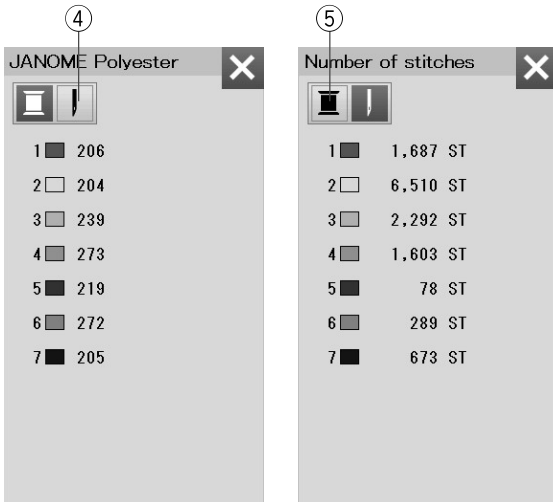 ④ ⑤
JANOME Polyester
1 206
2 204
3 239
4 273
5 219
6 272
7 205
Number of stitches
1 1,687 ST
2 6,510 ST
3 2,292 ST
4 1,603 ST
5 78 ST
6 289 ST
7 673 ST